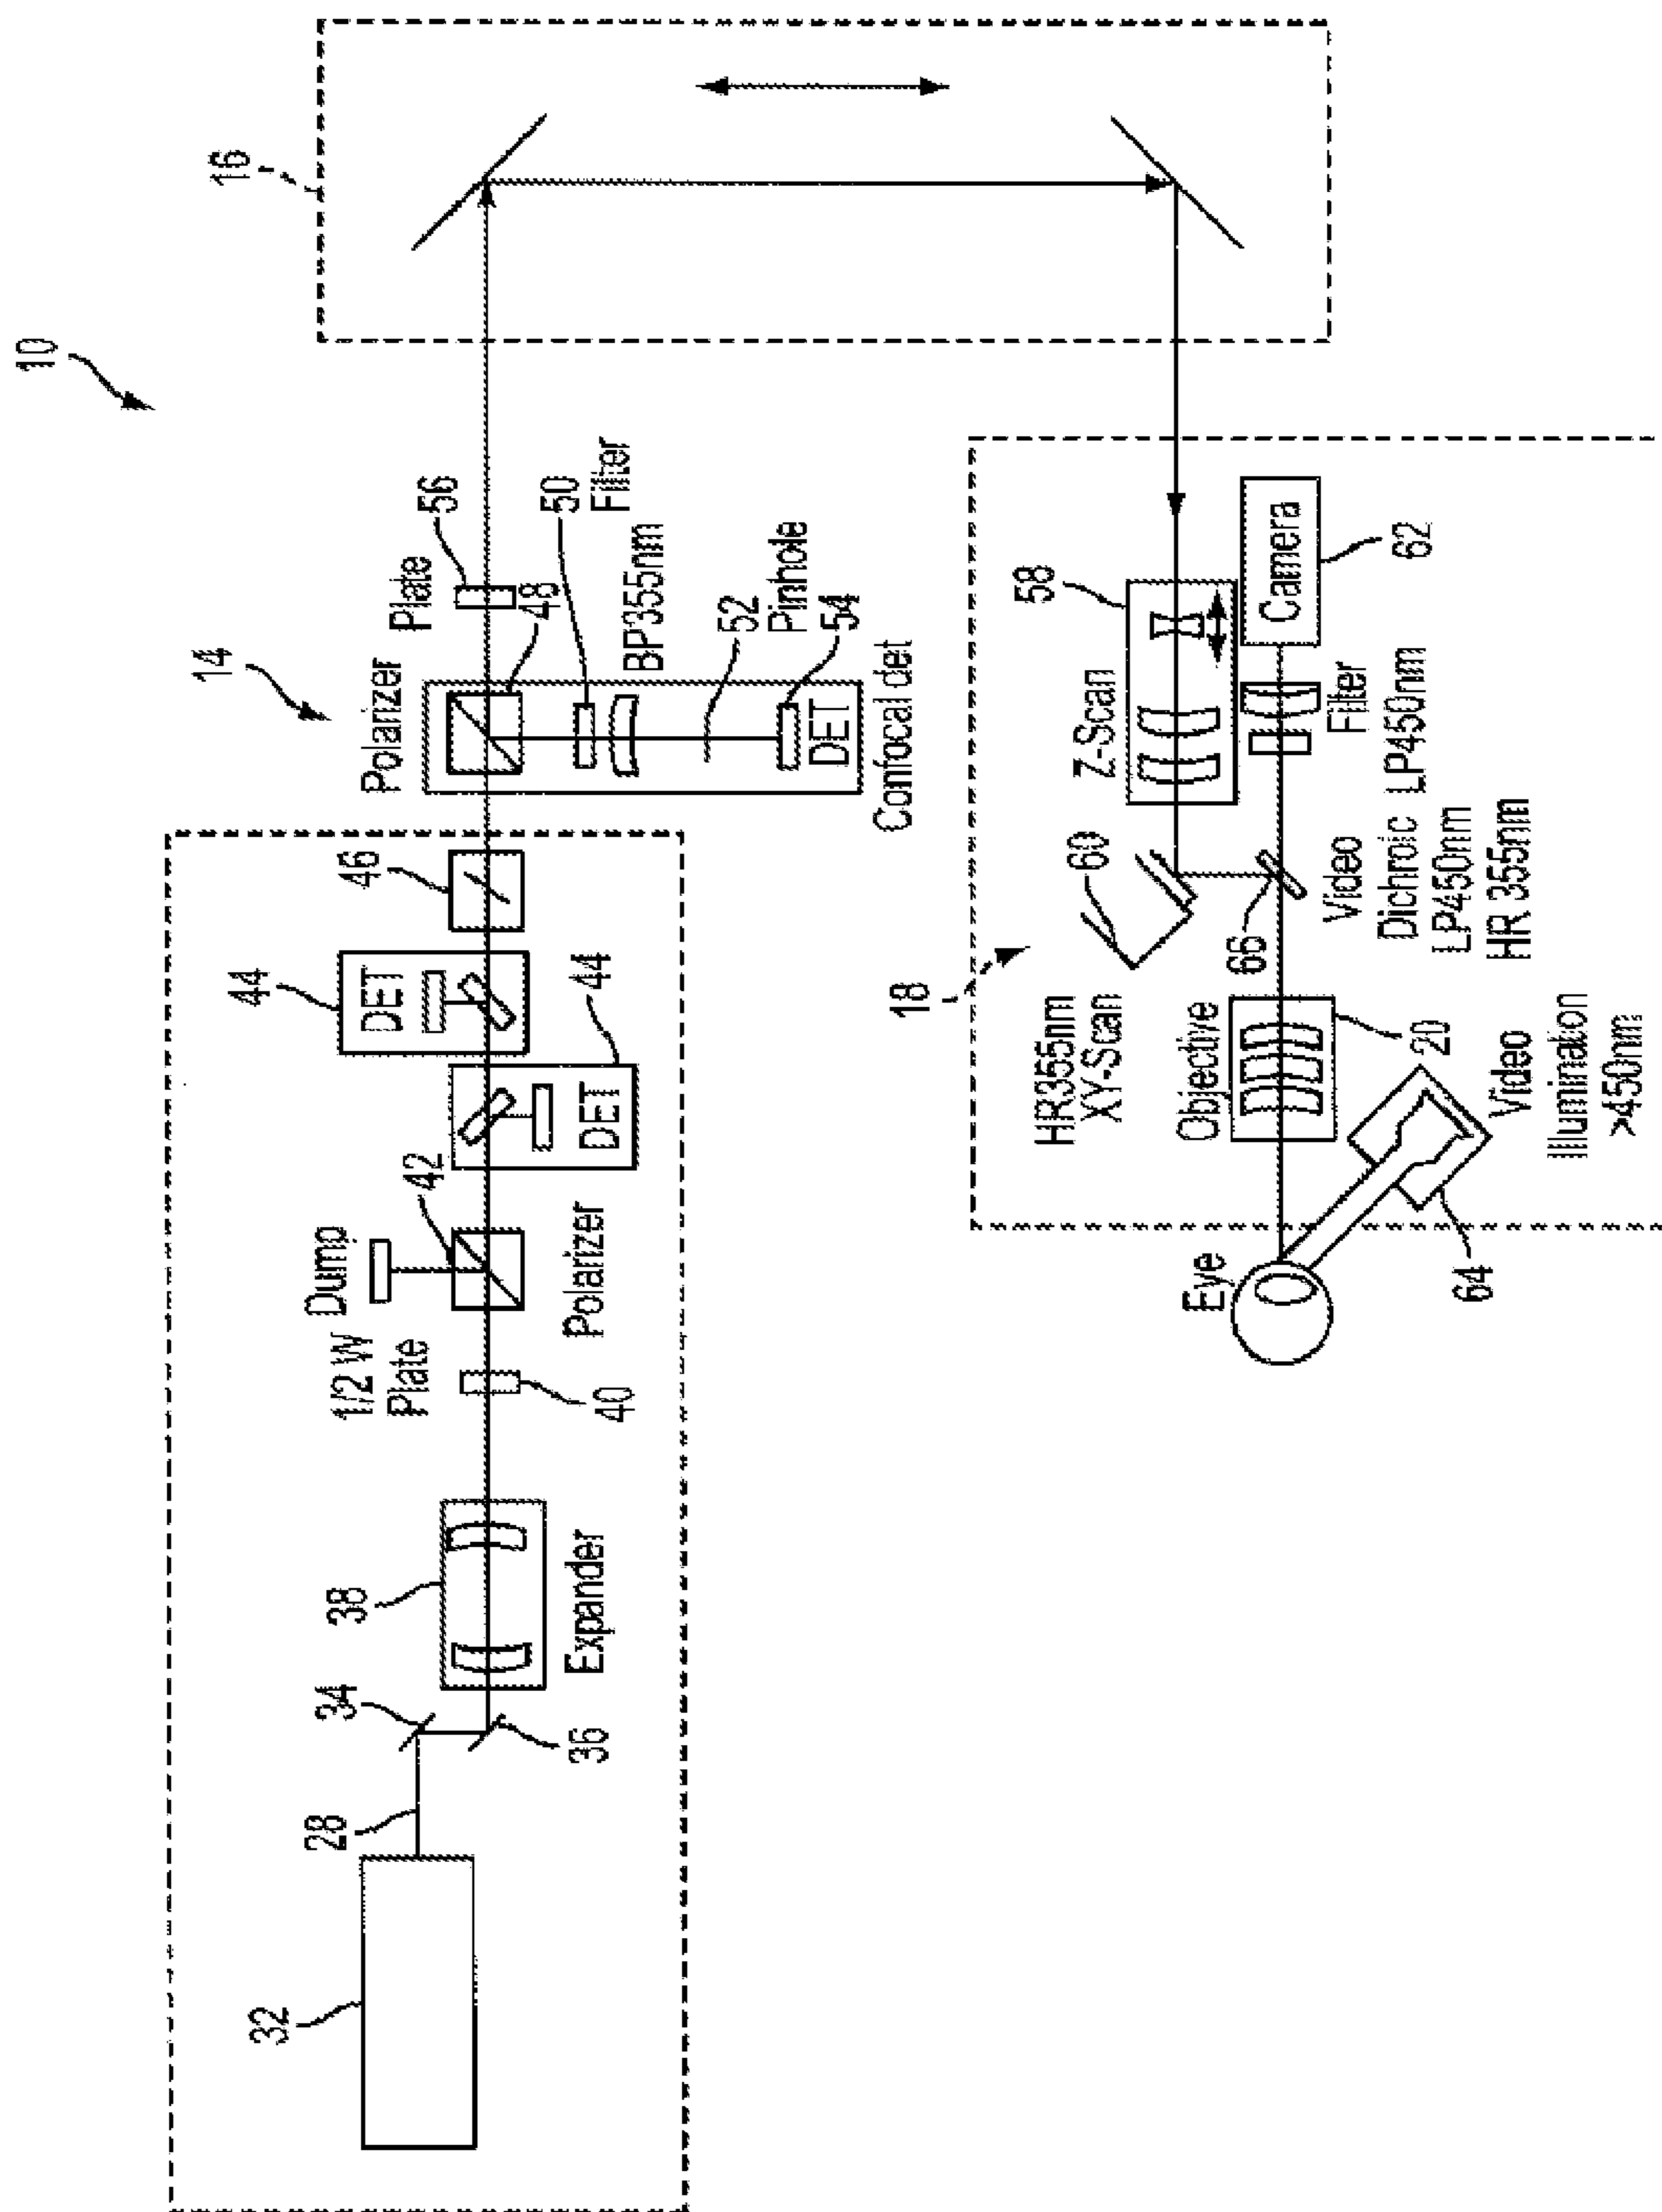 10
16
14
Polarizer
Plate
56
48
50
Filter
BP355nm
52
Pinhole
54
DET
Confocal det
46
44
DET
44
DET
Dump
42
1/2 W
Plate
Polarizer
40
38
Expander
34
36
28
32
18
HR355nm
XY-Scan
60
Z-Scan
58
Camera
62
Filter
LP450nm
66
Video
Dichroic
LP450nm
HR 355nm
Objective
20
Eye
64
Video
Illumination
>450nm